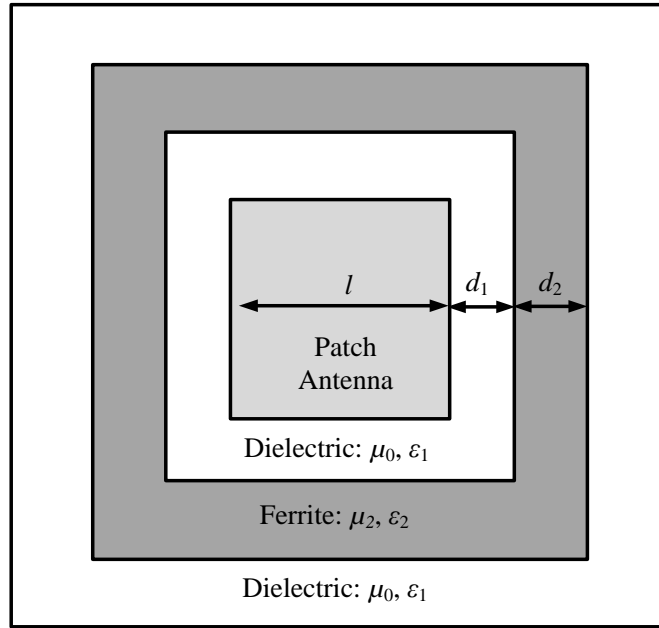 l
d₁
d₂
Patch
Antenna
Dielectric: μ₀, ε₁
Ferrite: μ₂, ε₂
Dielectric: μ₀, ε₁